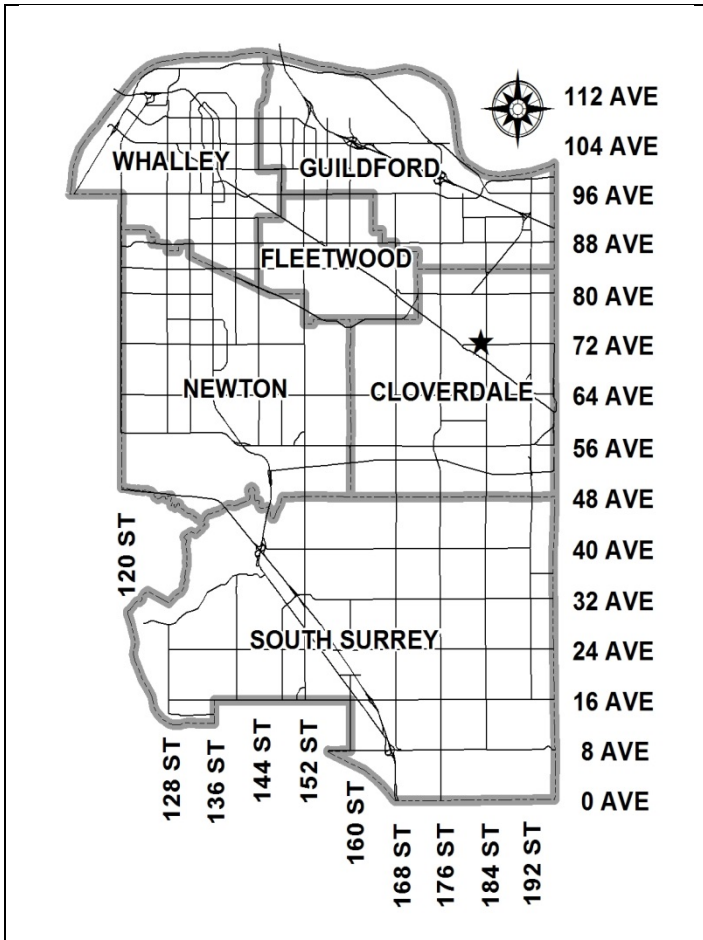 112 AVE
104 AVE
WHALLEY
GUILDFORD
96 AVE
88 AVE
FLEETWOOD
80 AVE
72 AVE
NEWTON
CLOVERDALE
64 AVE
56 AVE
48 AVE
120 ST
40 AVE
32 AVE
SOUTH SURREY
24 AVE
16 AVE
8 AVE
0 AVE
128 ST
136 ST
144 ST
152 ST
160 ST
168 ST
176 ST
184 ST
192 ST